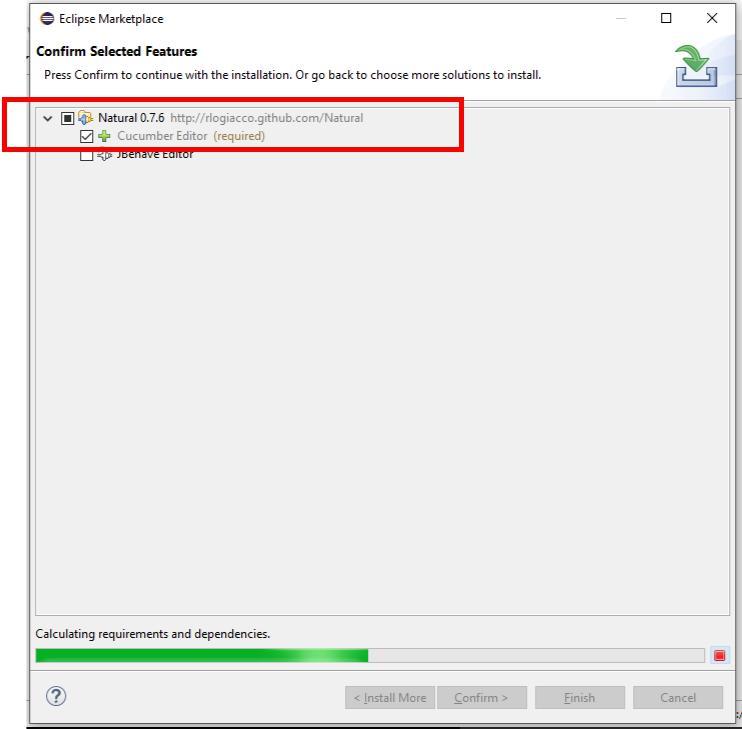 Eclipse Marketplace
Confirm Selected Features
Press Confirm to continue with the installation. Or go back to choose more solutions to install.
Natural 0.7.6 http://rlogiacco.github.com/Natural
Cucumber Editor (required)
JBehave Editor
Calculating requirements and dependencies.
?
< Install More Confirm > Finish Cancel